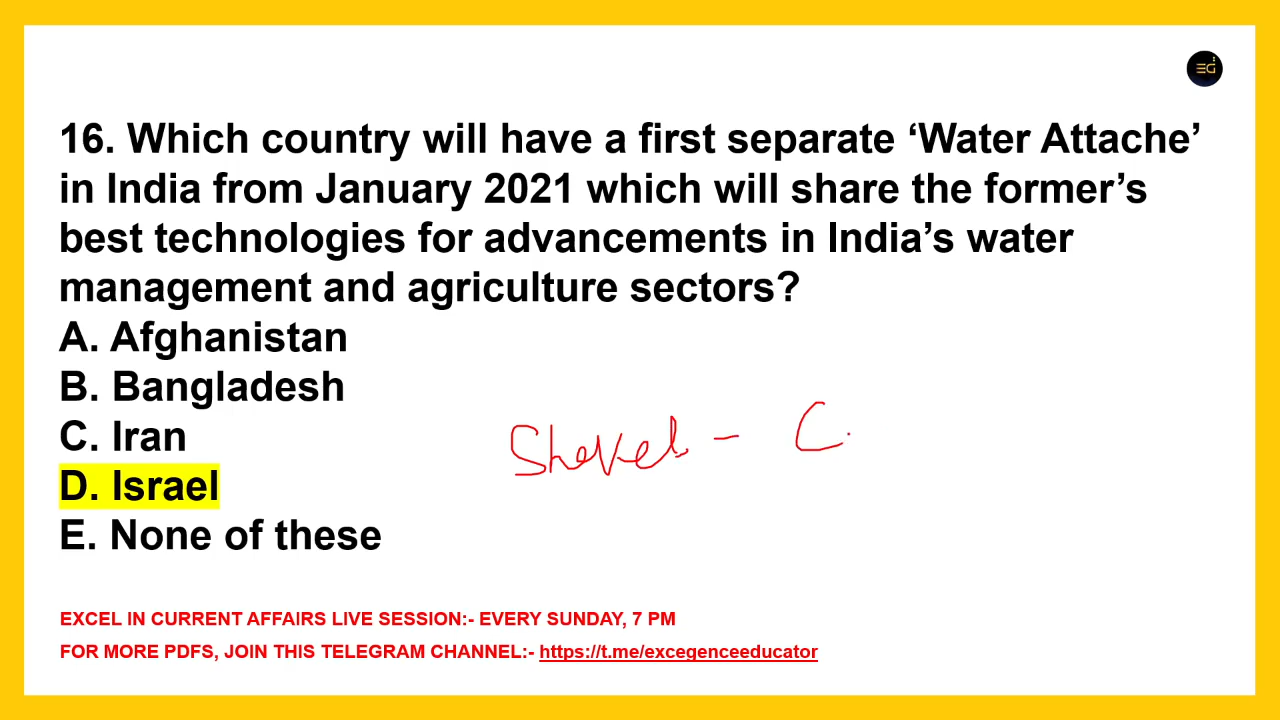 EG
16. Which country will have a first separate ‘Water Attache’
in India from January 2021 which will share the former’s
best technologies for advancements in India’s water
management and agriculture sectors?
A. Afghanistan
B. Bangladesh
C. Iran
D. Israel
E. None of these
Shekel - C.
EXCEL IN CURRENT AFFAIRS LIVE SESSION:- EVERY SUNDAY, 7 PM
FOR MORE PDFS, JOIN THIS TELEGRAM CHANNEL:- https://t.me/excegenceeducator